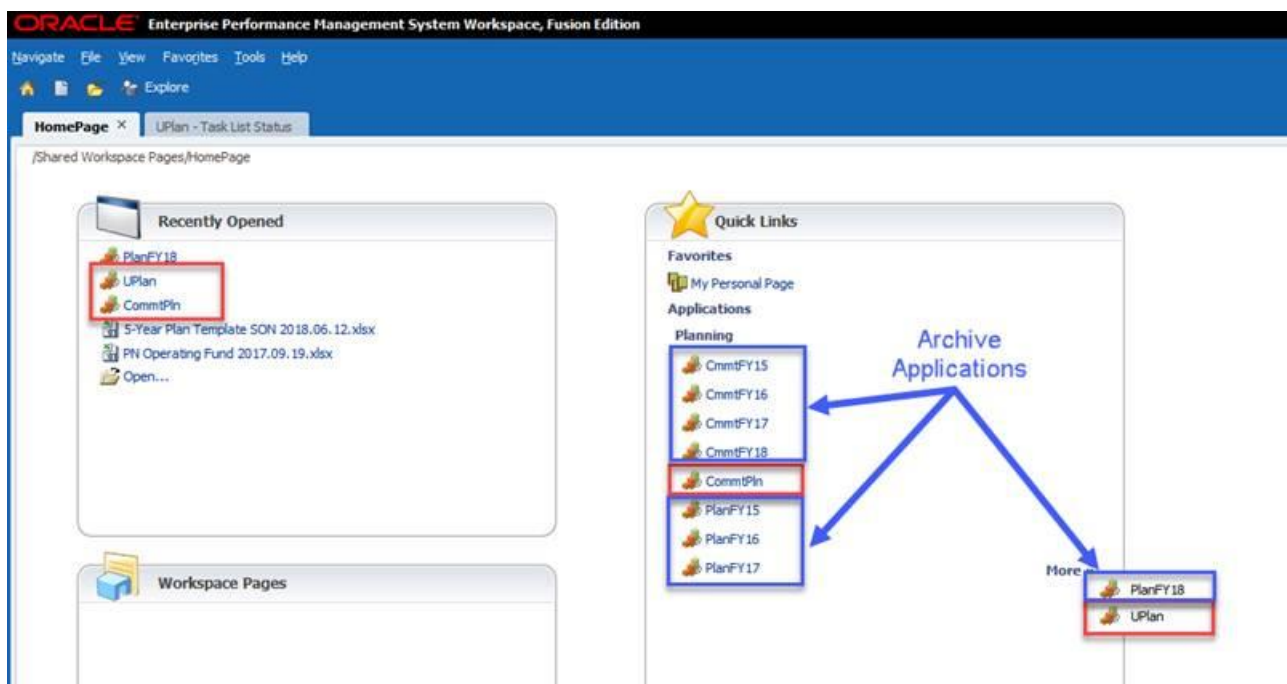 ORACLE Enterprise Performance Management System Workspace, Fusion Edition
Navigate File View Favorites Tools Help
Explore
HomePage × UPlan - Task List Status
/Shared Workspace Pages/HomePage
Recently Opened
PlanFY18
UPlan
CommtPln
5-Year Plan Template SON 2018.06.12.xlsx
PN Operating Fund 2017.09.19.xlsx
Open...
Workspace Pages
Quick Links
Favorites
My Personal Page
Applications
Planning
CmmtFY15
CmmtFY16
CmmtFY17
CmmtFY18
CommtPln
PlanFY15
PlanFY16
PlanFY17
Archive
Applications
More
PlanFY18
UPlan